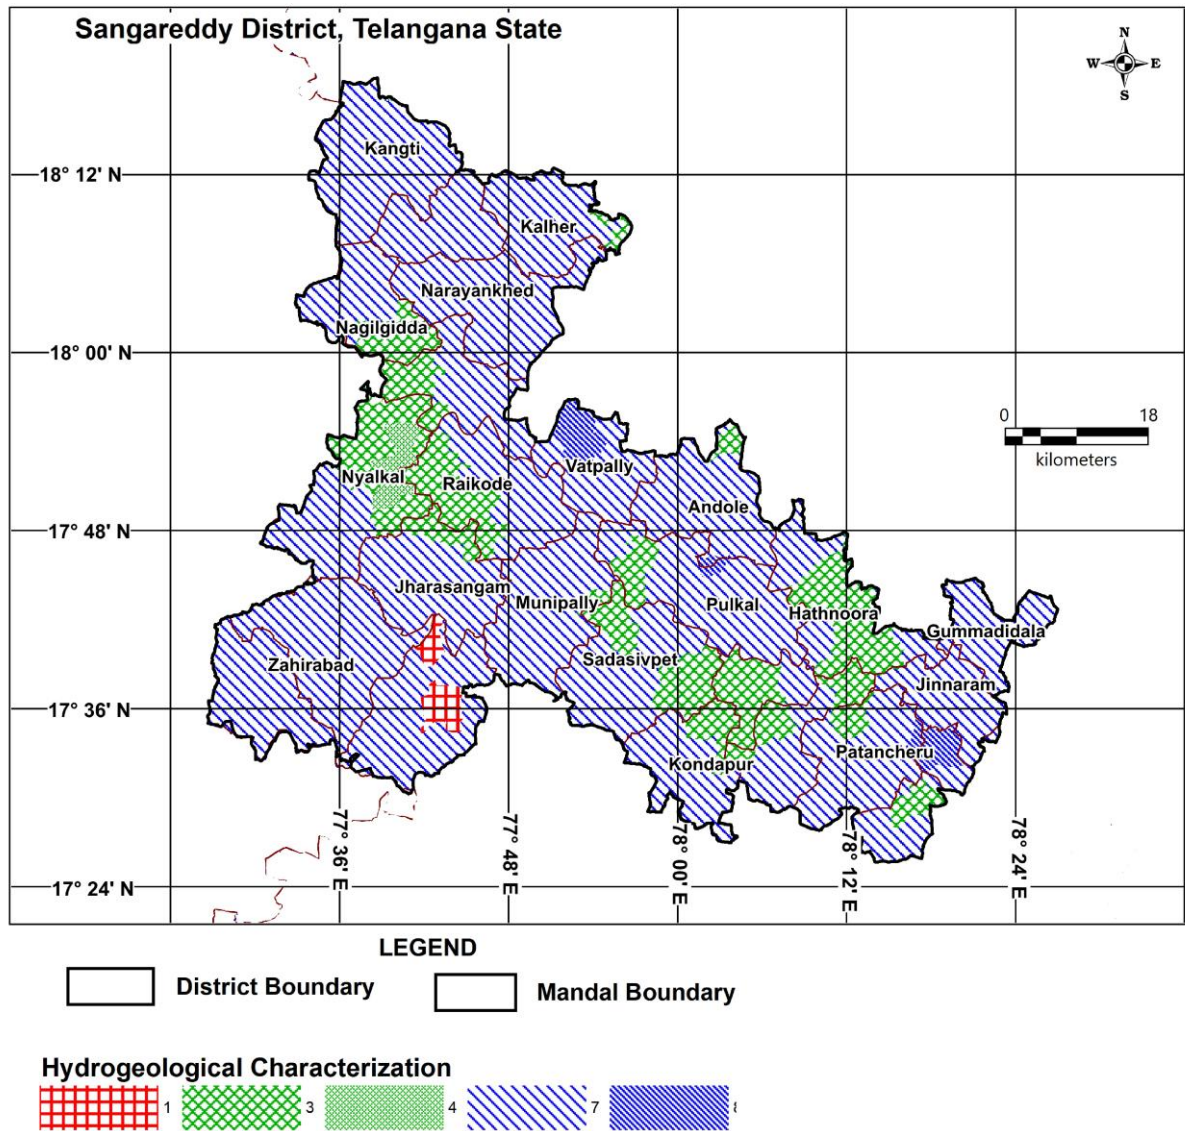 Sangareddy District, Telangana State
N
W E
S
Kangti
18° 12' N
Kalher
Narayankhed
Nagilgidda
18° 00' N
0 18
kilometers
Vatpally
Nyalkal
Raikode
Andole
17° 48' N
Jharasangam
Munipally
Pulkal
Hathnoora
Gummadidala
Sadasivpet
Zahirabad
Jinnaram
17° 36' N
Patancheru
Kondapur
77° 36' E
77° 48' E
78° 00' E
78° 12' E
78° 24' E
17° 24' N
LEGEND
District Boundary
Mandal Boundary
Hydrogeological Characterization
1 3 4 7